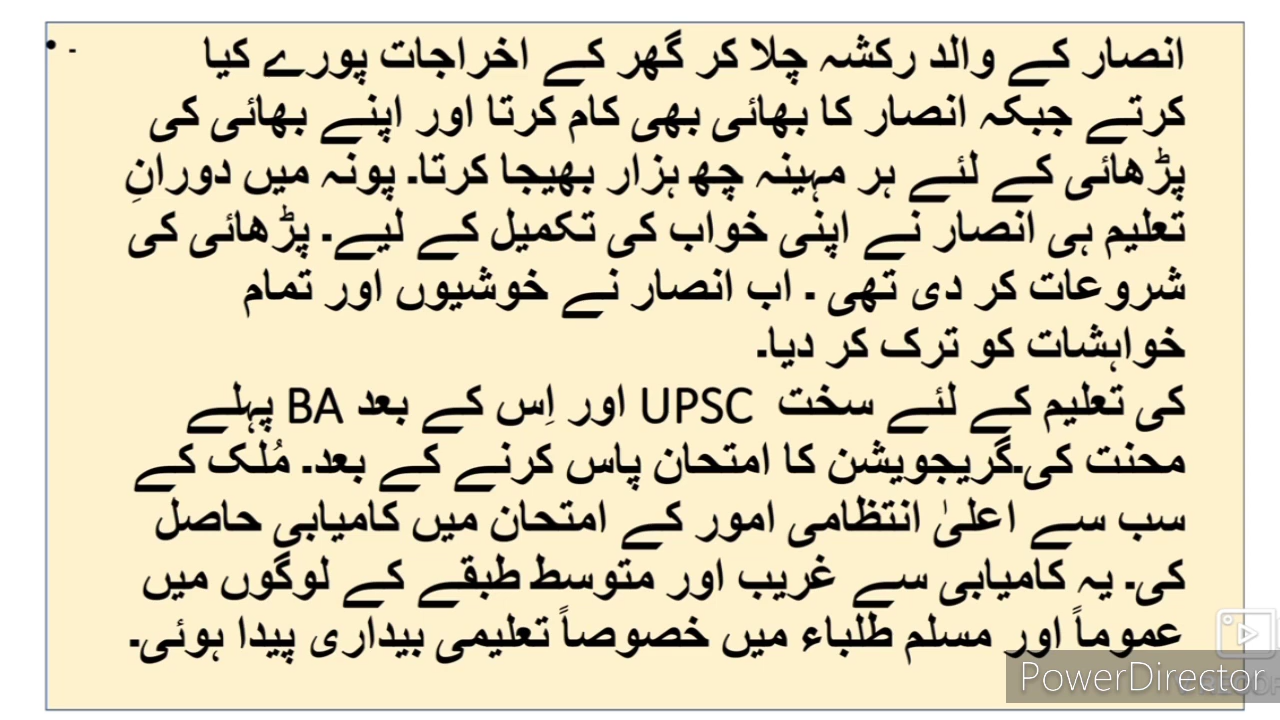 انصار کے والد رکشہ چلا کر گھر کے اخراجات پورے کیا
کرتے جبکہ انصار کا بھائی بھی کام کرتا اور اپنے بھائی کی
پڑھائی کے لئے ہر مہینہ چھ ہزار بھیجا کرتا۔ پونہ میں دورانِ
تعلیم ہی انصار نے اپنی خواب کی تکمیل کے لیے۔ پڑھائی کی
شروعات کر دی تھی ۔ اب انصار نے خوشیوں اور تمام
خواہشات کو ترک کر دیا۔
کی تعلیم کے لئے سخت UPSC اور اِس کے بعد BA پہلے
محنت کی۔گریجویشن کا امتحان پاس کرنے کے بعد۔ مُلک کے
سب سے اعلیٰ انتظامی امور کے امتحان میں کامیابی حاصل
کی۔ یہ کامیابی سے غریب اور متوسط طبقے کے لوگوں میں
عموماً اور مسلم طلباء میں خصوصاً تعلیمی بیداری پیدا ہوئی۔
PowerDirector